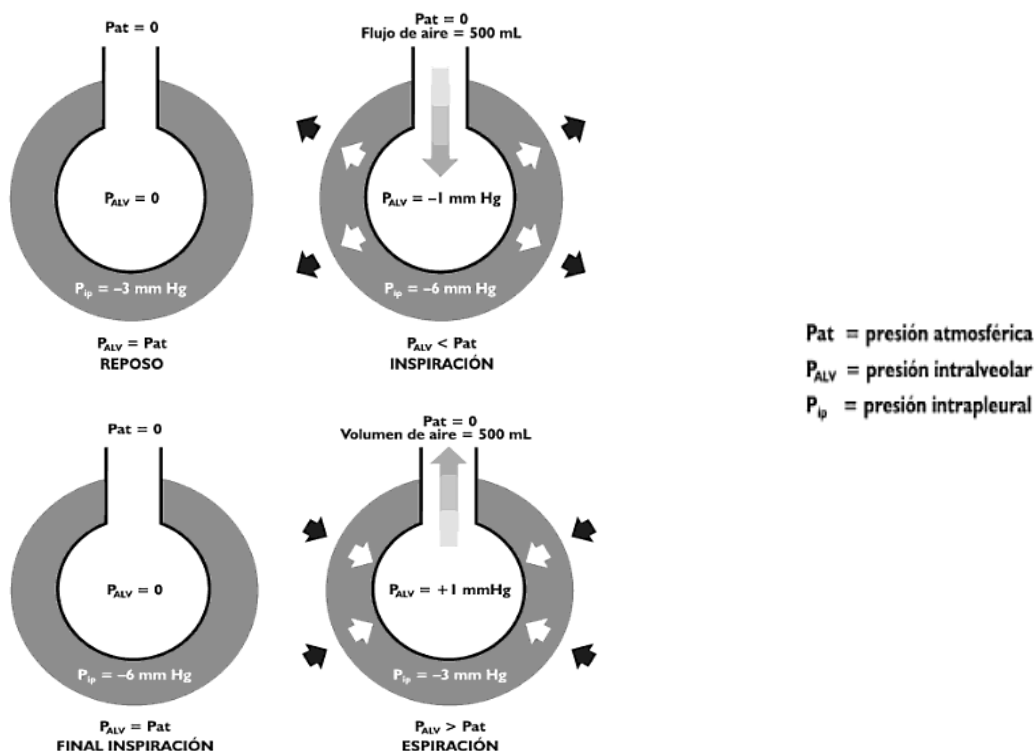 Pat = 0
P_ALV = 0
P_ip = –3 mm Hg
P_ALV = Pat
REPOSO
Pat = 0
Flujo de aire = 500 mL
P_ALV = –1 mm Hg
P_ip = –6 mm Hg
P_ALV < Pat
INSPIRACIÓN
Pat = presión atmosférica
P_ALV = presión intralveolar
P_ip = presión intrapleural
Pat = 0
P_ALV = 0
P_ip = –6 mm Hg
P_ALV = Pat
FINAL INSPIRACIÓN
Pat = 0
Volumen de aire = 500 mL
P_ALV = +1 mmHg
P_ip = –3 mm Hg
P_ALV > Pat
ESPIRACIÓN